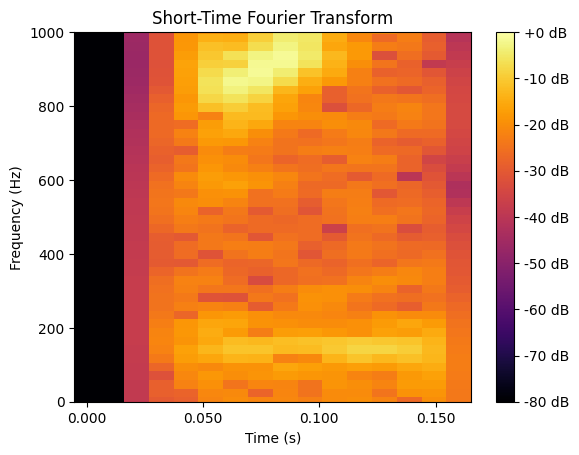 Short-Time Fourier Transform
1000
800
600
400
200
0
Frequency (Hz)
0.000
0.050
0.100
0.150
Time (s)
+0 dB
-10 dB
-20 dB
-30 dB
-40 dB
-50 dB
-60 dB
-70 dB
-80 dB